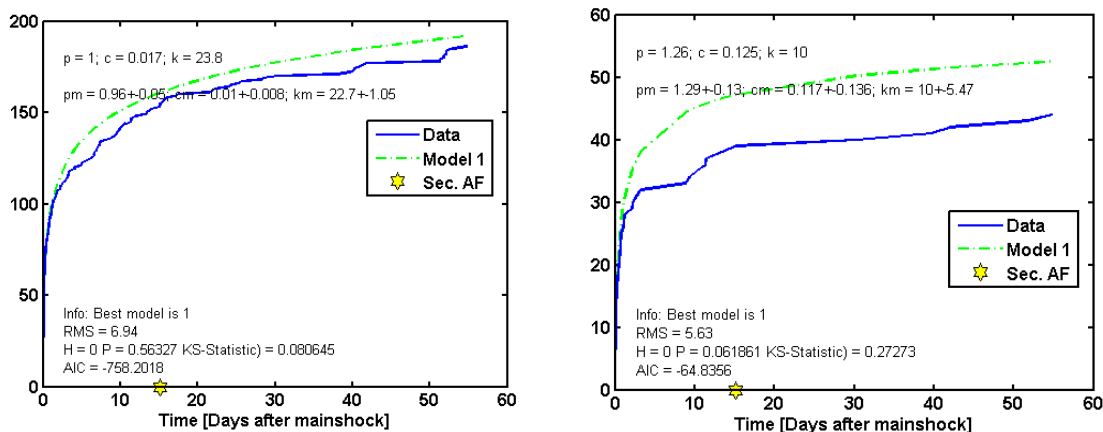 200
p = 1; c = 0.017; k = 23.8
pm = 0.96+-0.05; cm = 0.01+-0.008; km = 22.7+-1.05
150
Data
Model 1
Sec. AF
100
50
Info: Best model is 1
RMS = 6.94
H = 0 P = 0.56327 KS-Statistic) = 0.080645
AIC = -758.2018
0
0 10 20 30 40 50 60
Time [Days after mainshock]
60
p = 1.26; c = 0.125; k = 10
50
pm = 1.29+-0.13; cm = 0.117+-0.136; km = 10+-5.47
40
30
Data
Model 1
Sec. AF
20
10
Info: Best model is 1
RMS = 5.63
H = 0 P = 0.061861 KS-Statistic) = 0.27273
AIC = -64.8356
0
0 10 20 30 40 50 60
Time [Days after mainshock]